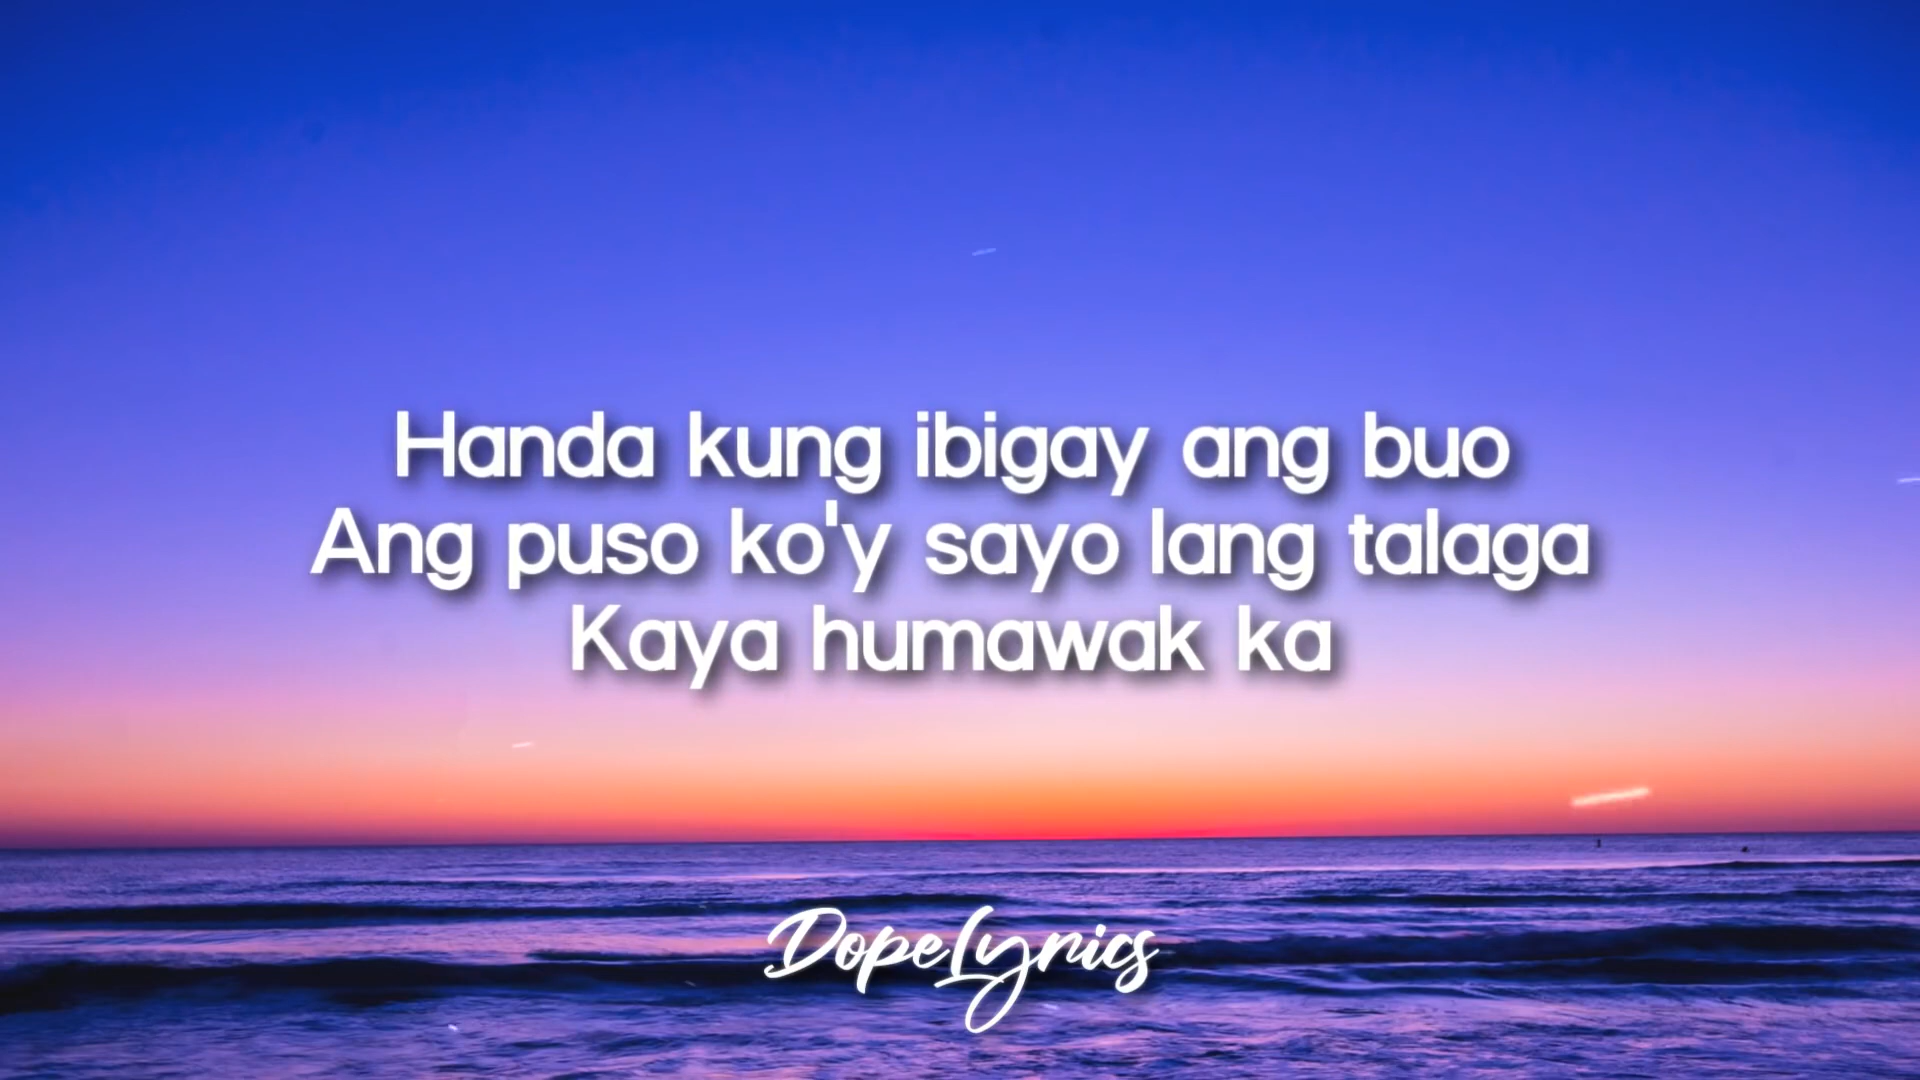 Handa kung ibigay ang buo
Ang puso ko'y sayo lang talaga
Kaya humawak ka
DopeLyrics